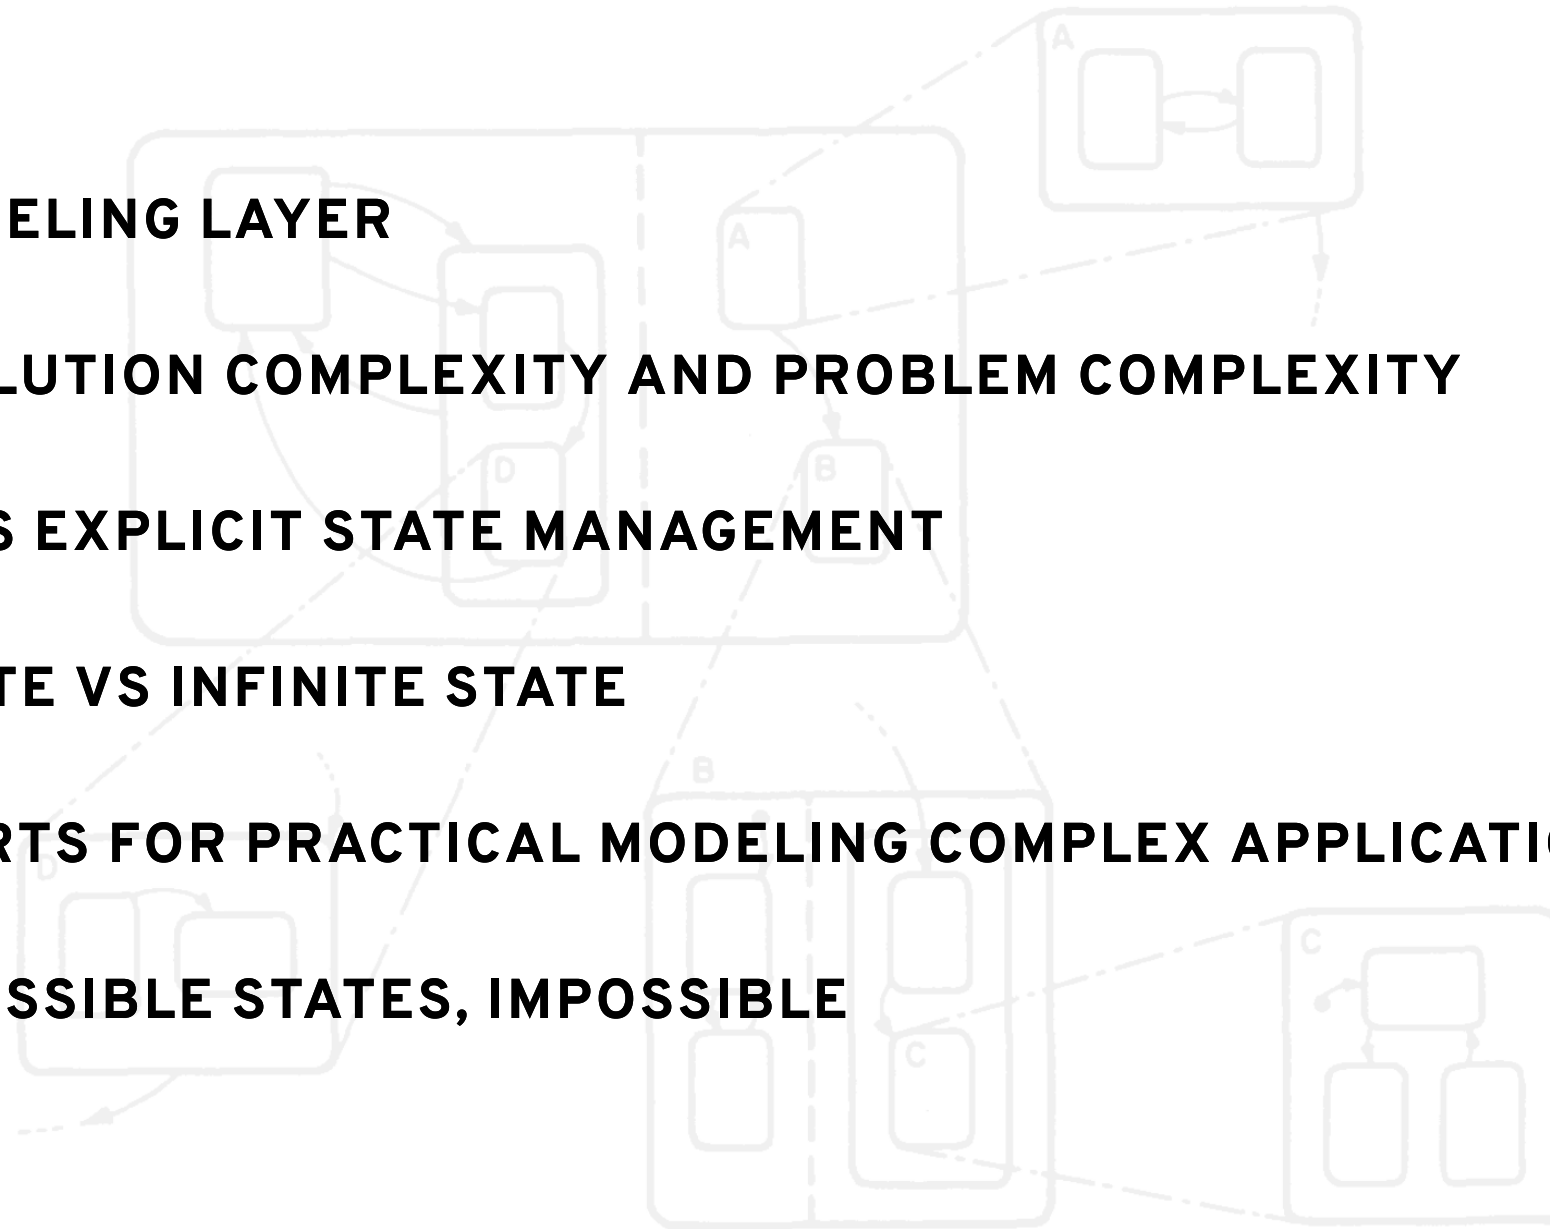 ELING LAYER
LUTION COMPLEXITY AND PROBLEM COMPLEXITY
S EXPLICIT STATE MANAGEMENT
TE VS INFINITE STATE
RTS FOR PRACTICAL MODELING COMPLEX APPLICATI
SSIBLE STATES, IMPOSSIBLE
A
A
B
D
B
D
C
C